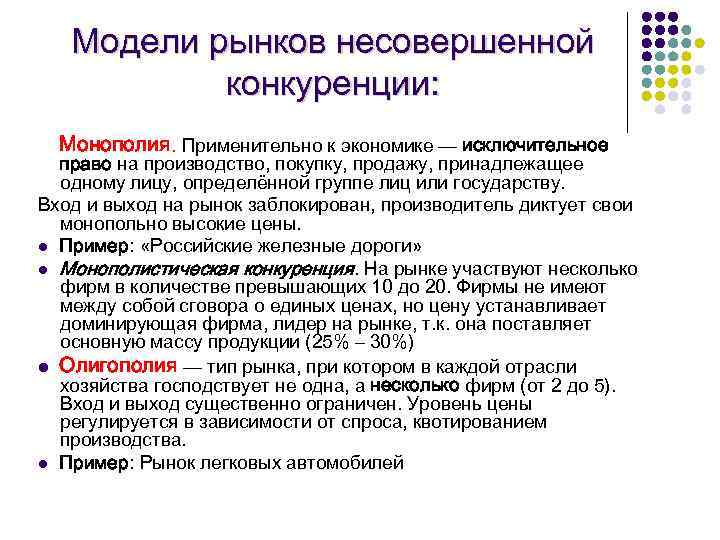 Модели рынков несовершенной
конкуренции:
Монополия. Применительно к экономике — исключительное
право на производство, покупку, продажу, принадлежащее
одному лицу, определённой группе лиц или государству.
Вход и выход на рынок заблокирован, производитель диктует свои
монопольно высокие цены.
Пример: «Российские железные дороги»
Монополистическая конкуренция. На рынке участвуют несколько
фирм в количестве превышающих 10 до 20. Фирмы не имеют
между собой сговора о единых ценах, но цену устанавливает
доминирующая фирма, лидер на рынке, т.к. она поставляет
основную массу продукции (25% – 30%)
Олигополия — тип рынка, при котором в каждой отрасли
хозяйства господствует не одна, а несколько фирм (от 2 до 5).
Вход и выход существенно ограничен. Уровень цены
регулируется в зависимости от спроса, квотированием
производства.
Пример: Рынок легковых автомобилей